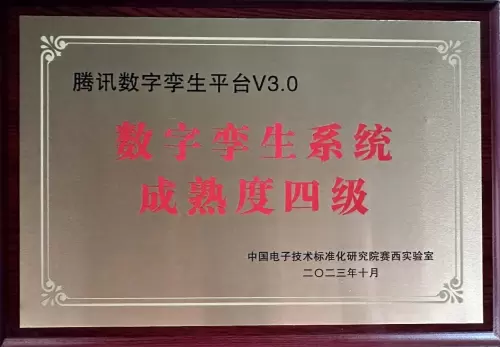 腾讯数字孪生平台V3.0
数字孪生系统
成熟度四级
中国电子技术标准化研究院赛西实验室
二〇二三年十月